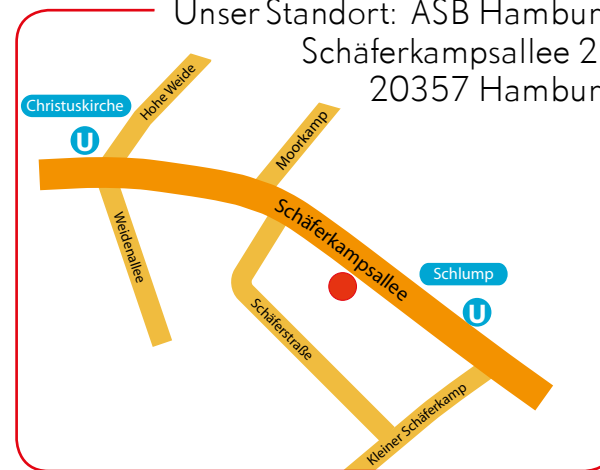 Unser Standort: ASB Hambur
Schäferkampsallee 2
20357 Hambur
Christuskirche
U
Hohe Weide
Moorkamp
Weidenallee
Schäferkampsallee
Schlump
U
Schäferstraße
Kleiner Schäferkamp